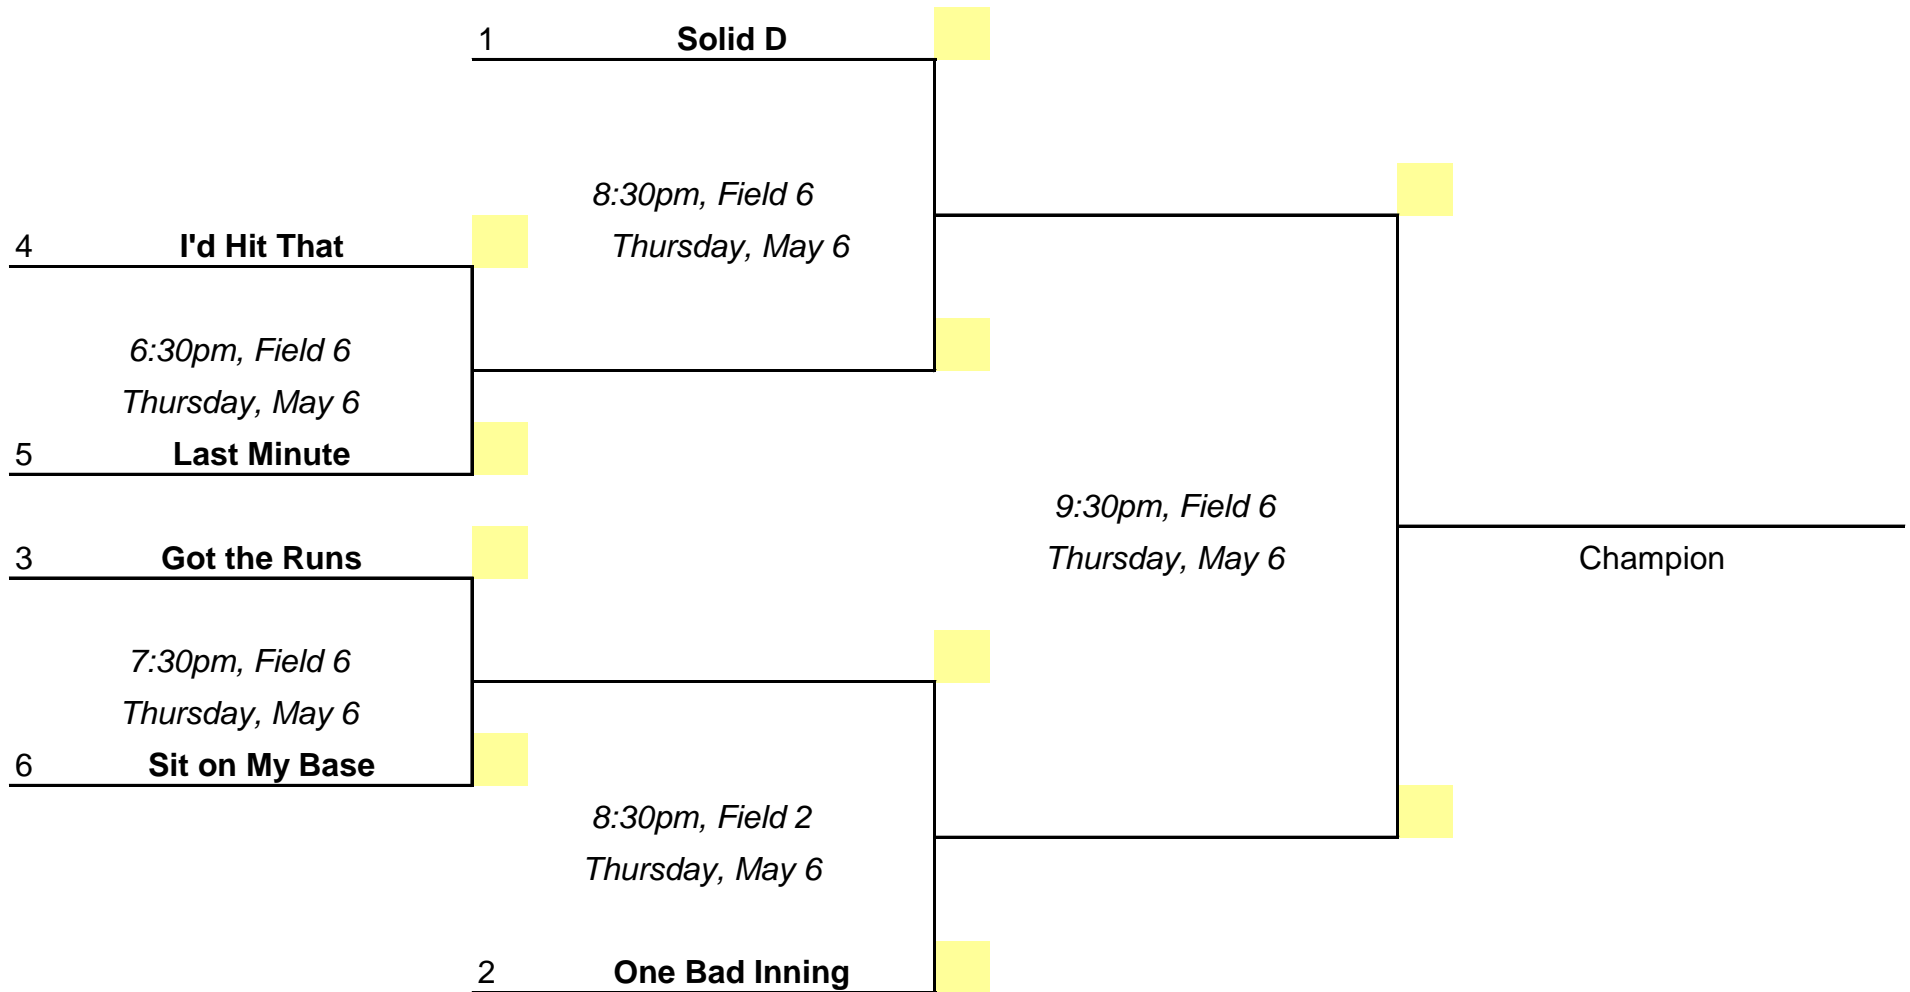 1 Solid D
8:30pm, Field 6
Thursday, May 6
4 I'd Hit That
6:30pm, Field 6
Thursday, May 6
5 Last Minute
9:30pm, Field 6
Thursday, May 6
Champion
3 Got the Runs
7:30pm, Field 6
Thursday, May 6
6 Sit on My Base
8:30pm, Field 2
Thursday, May 6
2 One Bad Inning